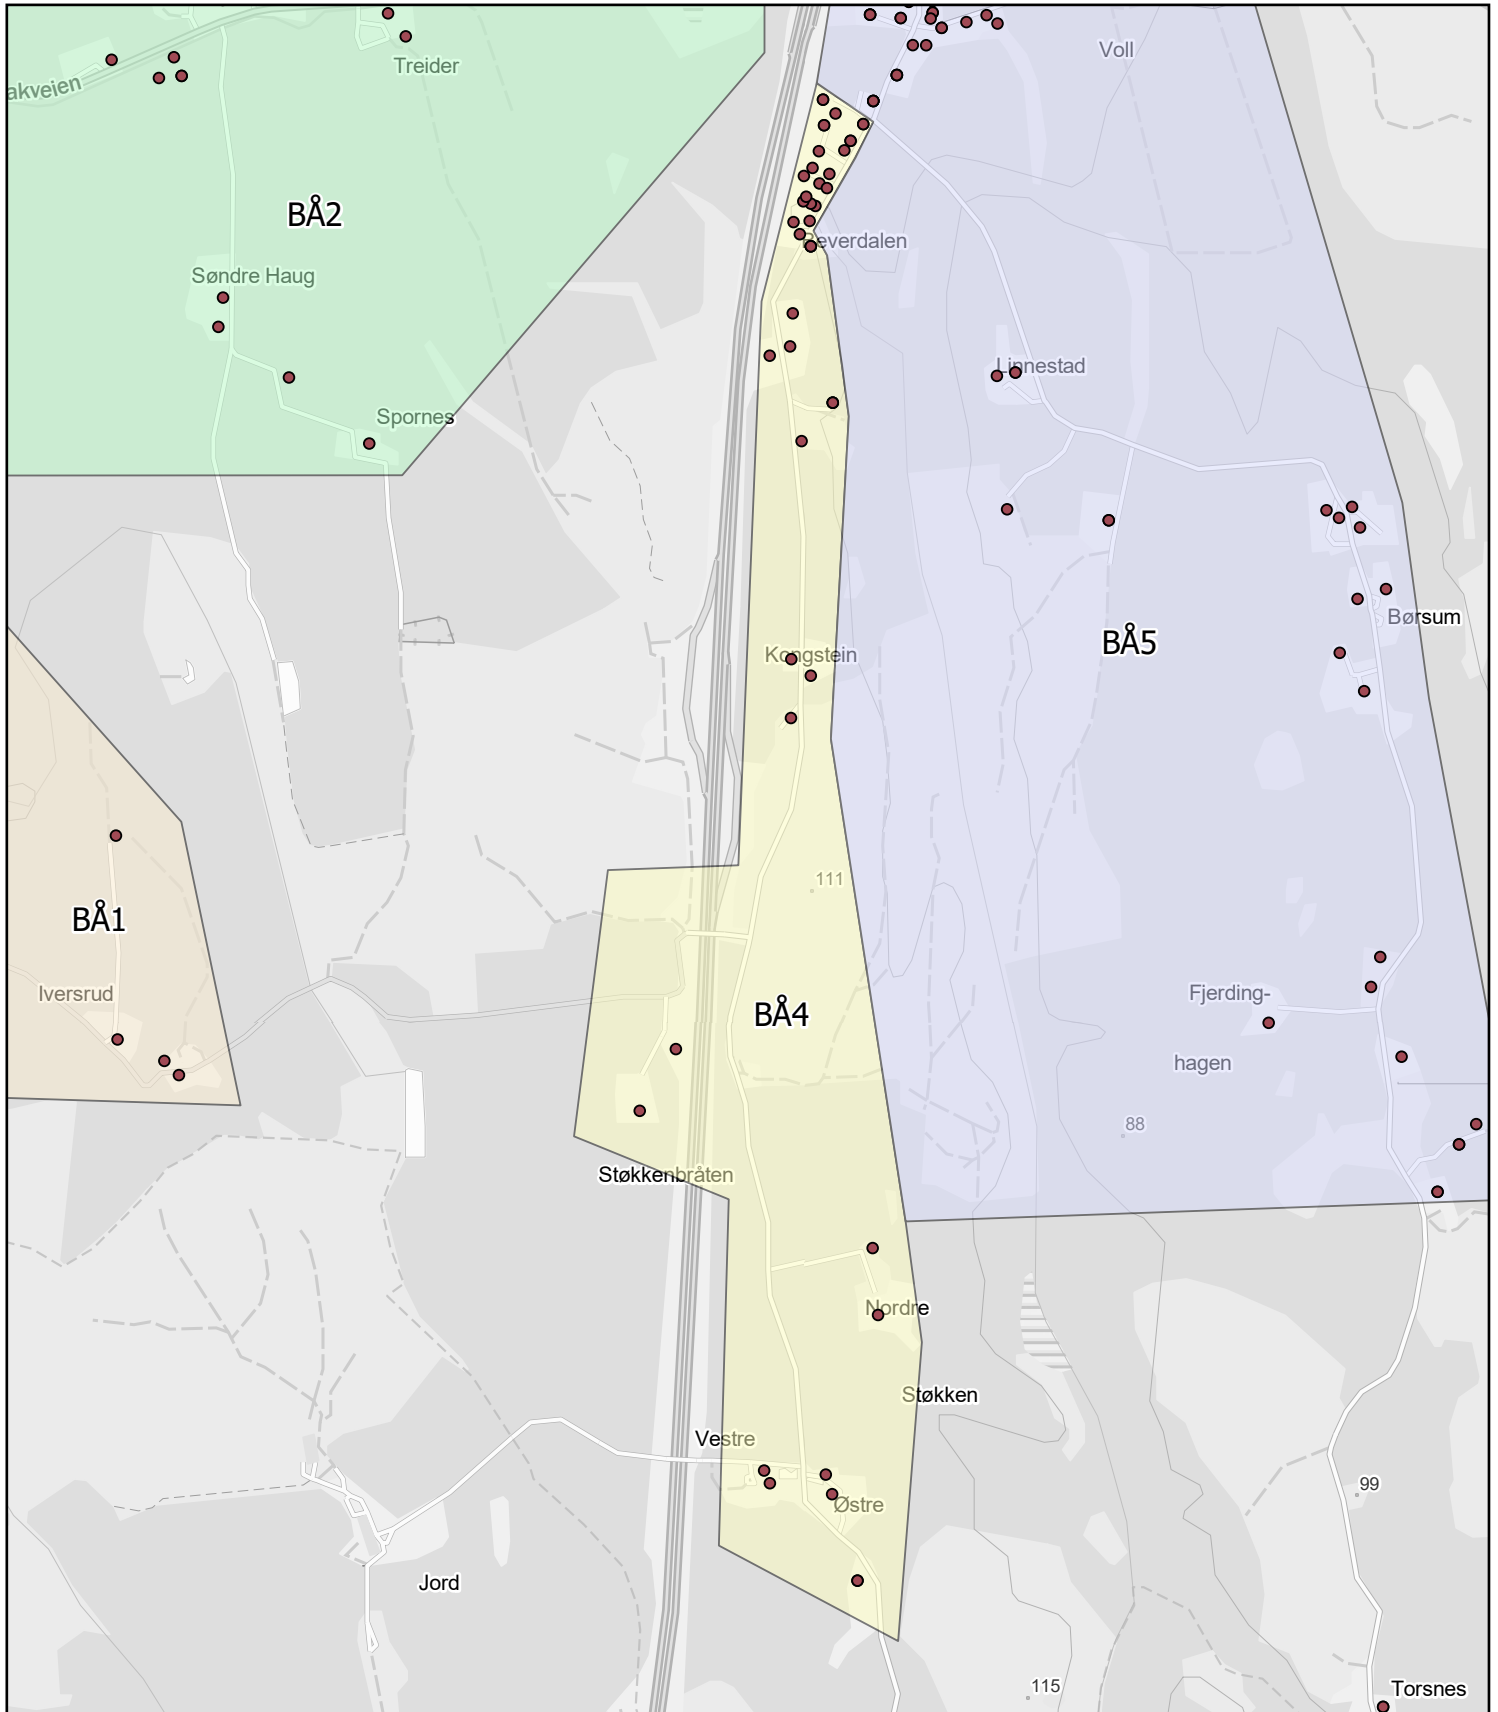 Voll
Treider
akveien
BÅ2
Beverdalen
Søndre Haug
Linnestad
Spornes
Børsum
BÅ5
Kongstein
111
BÅ1
Iversrud
Fjerding-
BÅ4
hagen
88
Støkkenbråten
Nordre
Støkken
Vestre
99
Østre
Jord
115
Torsnes